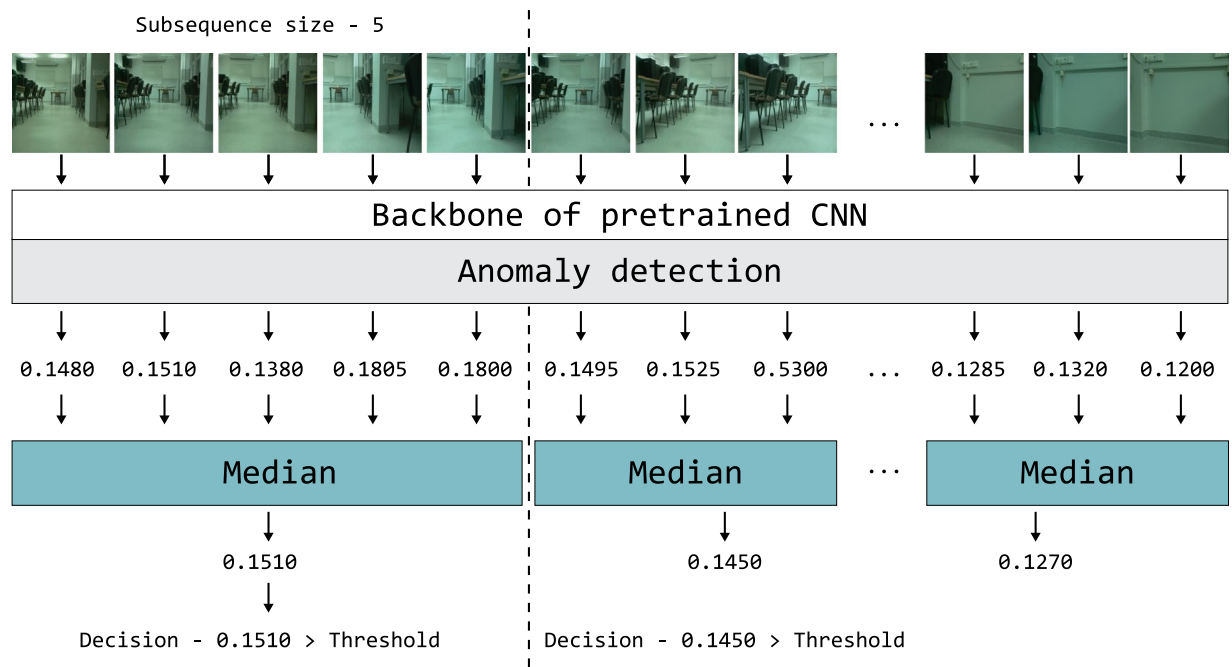 Subsequence size - 5
...
Backbone of pretrained CNN
Anomaly detection
0.1480 0.1510 0.1380 0.1805 0.1800 0.1495 0.1525 0.5300 ... 0.1285 0.1320 0.1200
Median Median ... Median
0.1510 0.1450 0.1270
Decision - 0.1510 > Threshold Decision - 0.1450 > Threshold